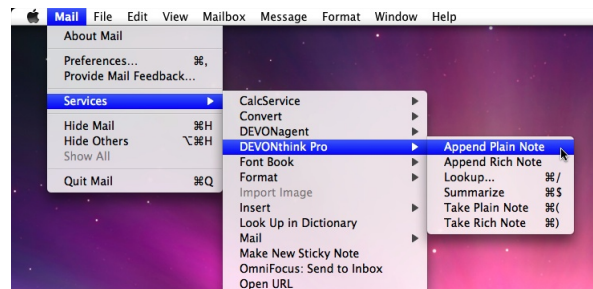 Mail File Edit View Mailbox Message Format Window Help
About Mail
Preferences... ⌘,
Provide Mail Feedback...
Services
Hide Mail ⌘H
Hide Others ⌥⌘H
Show All
Quit Mail ⌘Q
CalcService
Convert
DEVONagent
DEVONthink Pro
Font Book
Format
Import Image
Insert
Look Up in Dictionary
Mail
Make New Sticky Note
OmniFocus: Send to Inbox
Open URL
Append Plain Note
Append Rich Note
Lookup... ⌘/
Summarize ⌘$
Take Plain Note ⌘(
Take Rich Note ⌘)